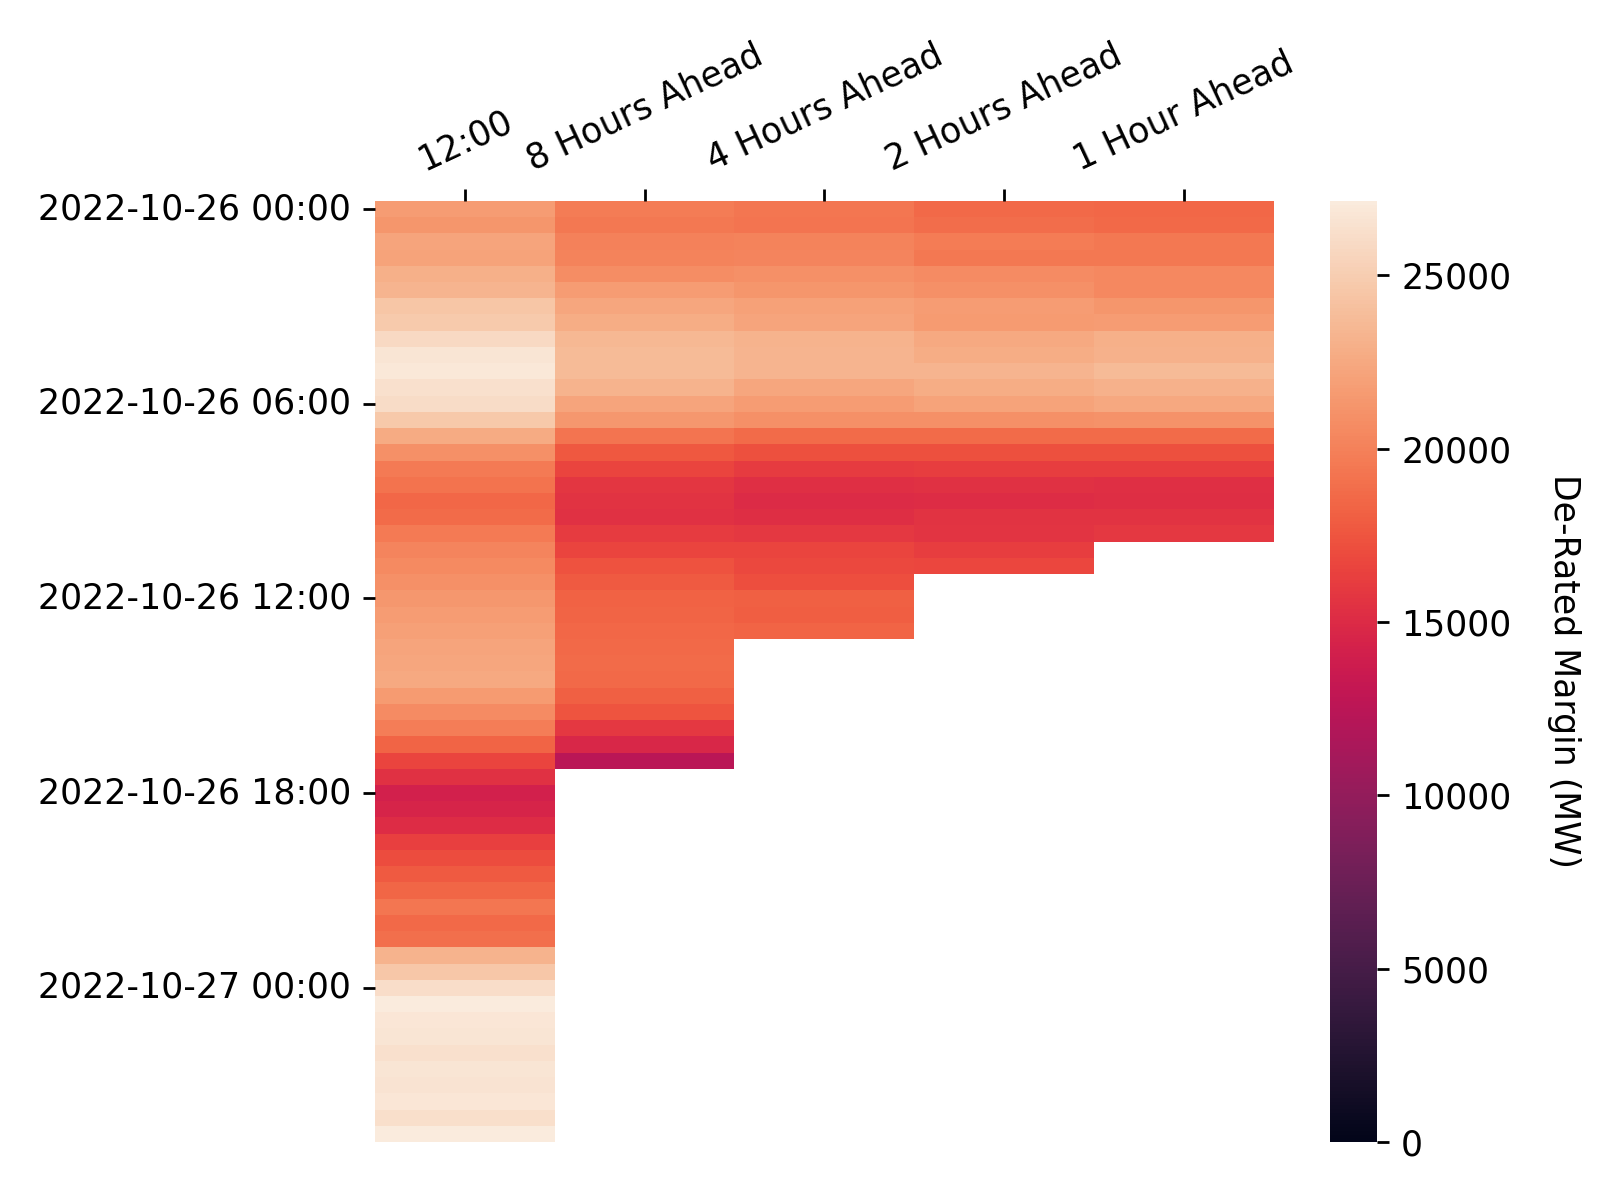 12:00
8 Hours Ahead
4 Hours Ahead
2 Hours Ahead
1 Hour Ahead
2022-10-26 00:00
2022-10-26 06:00
2022-10-26 12:00
2022-10-26 18:00
2022-10-27 00:00
25000
20000
15000
10000
5000
0
De-Rated Margin (MW)